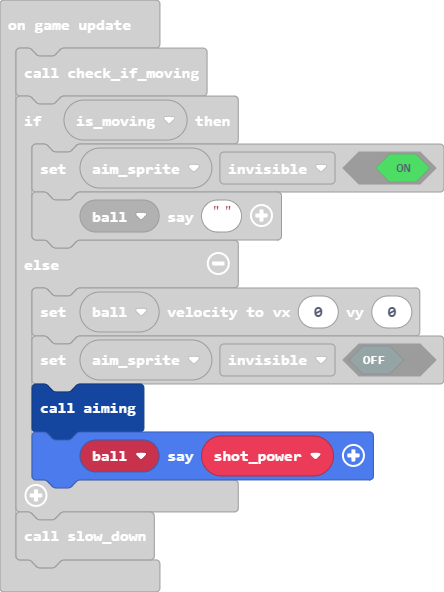 on game update
call check_if_moving
if is_moving then
set aim_sprite invisible ON
ball say " "
else
set ball velocity to vx 0 vy 0
set aim_sprite invisible OFF
call aiming
ball say shot_power
call slow_down